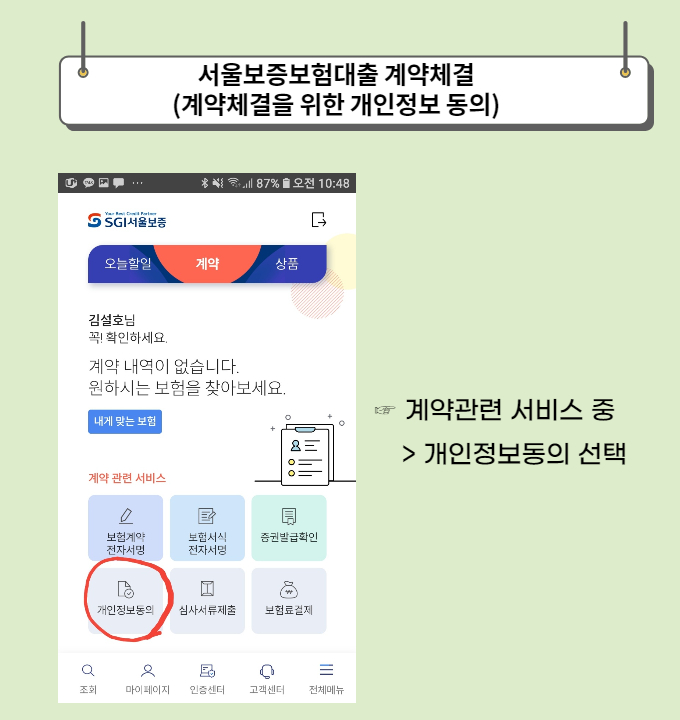 서울보증보험대출 계약체결
(계약체결을 위한 개인정보 동의)
87% 오전 10:48
Your Best Credit Partner
SGI서울보증
오늘할일 계약 상품
김설호님
꼭! 확인하세요.
계약 내역이 없습니다.
원하시는 보험을 찾아보세요.
내게 맞는 보험
계약 관련 서비스
보험계약
전자서명
보험서식
전자서명
증권발급확인
개인정보동의
심사서류제출
보험료결제
조회 마이페이지 인증센터 고객센터 전체메뉴
☞ 계약관련 서비스 중
> 개인정보동의 선택